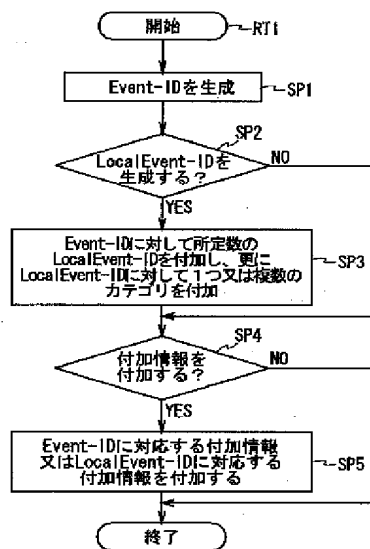 開始
RT1
Event-IDを生成
SP1
SP2
LocalEvent-IDを
生成する？
NO
YES
Event-IDに対して所定数の
LocalEvent-IDを付加し、更に
LocalEvent-IDに対して1つ又は複数の
カテゴリを付加
SP3
SP4
付加情報を
付加する？
NO
YES
Event-IDに対応する付加情報
又はLocalEvent-IDに対応する
付加情報を付加する
SP5
終了